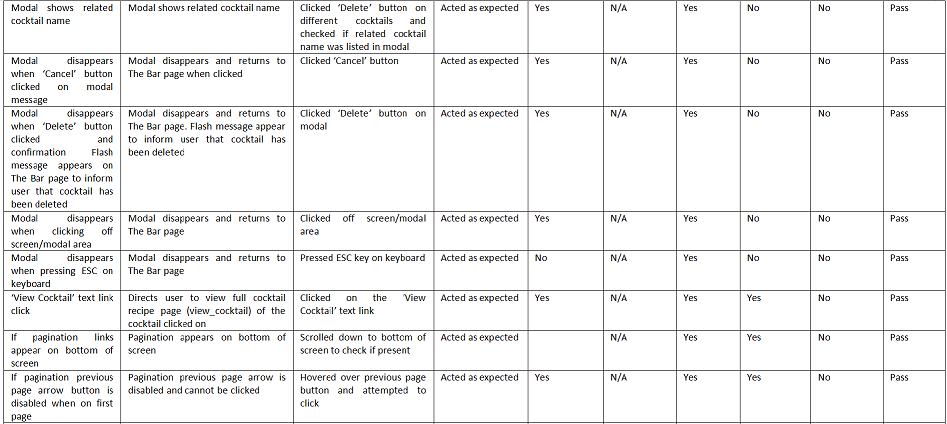 Modal shows related
cocktail name
Modal shows related cocktail name
Clicked ‘Delete’ button on
different cocktails and
checked if related cocktail
name was listed in modal
Acted as expected
Yes
N/A
Yes
No
No
Pass
Modal disappears
when ‘Cancel’ button
clicked on modal
message
Modal disappears and returns to
The Bar page when clicked
Clicked ‘Cancel’ button
Acted as expected
Yes
N/A
Yes
No
No
Pass
Modal disappears
when ‘Delete’ button
clicked and
confirmation Flash
message appears on
The Bar page to inform
user that cocktail has
been deleted
Modal disappears and returns to
The Bar page. Flash message appear
to inform user that cocktail has
been deleted
Clicked ‘Delete’ button on
modal
Acted as expected
Yes
N/A
Yes
No
No
Pass
Modal disappears
when clicking off
screen/modal area
Modal disappears and returns to
The Bar page
Clicked off screen/modal
area
Acted as expected
Yes
N/A
Yes
No
No
Pass
Modal disappears
when pressing ESC on
keyboard
Modal disappears and returns to
The Bar page
Pressed ESC key on keyboard
Acted as expected
No
N/A
Yes
No
No
Pass
‘View Cocktail’ text link
click
Directs user to view full cocktail
recipe page (view_cocktail) of the
cocktail clicked on
Clicked on the ‘View
Cocktail’ text link
Acted as expected
Yes
N/A
Yes
Yes
No
Pass
If pagination links
appear on bottom of
screen
Pagination appears on bottom of
screen
Scrolled down to bottom of
screen to check if present
Acted as expected
N/A
Yes
Yes
No
Pass
If pagination previous
page arrow button is
disabled when on first
page
Pagination previous page arrow is
disabled and cannot be clicked
Hovered over previous page
button and attempted to
click
Acted as expected
Yes
N/A
Yes
Yes
No
Pass